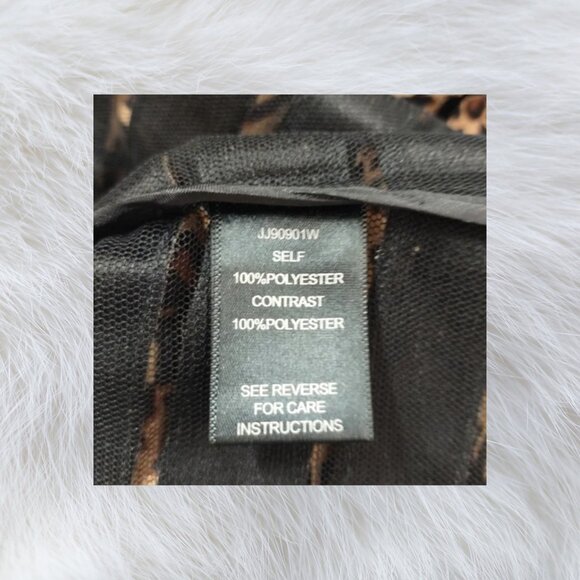 JJ90901W
SELF
100%POLYESTER
CONTRAST
100%POLYESTER
SEE REVERSE
FOR CARE
INSTRUCTIONS